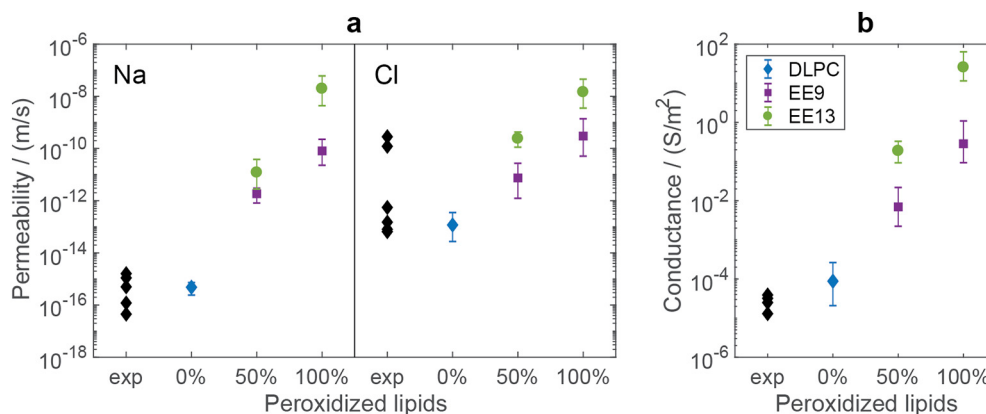 a
b
10^-6
10^-8
10^-10
10^-12
10^-14
10^-16
10^-18
Permeability / (m/s)
Na
Cl
exp 0% 50% 100% exp 0% 50% 100%
Peroxidized lipids
10^2
10^0
10^-2
10^-4
10^-6
Conductance / (S/m^2)
DLPC
EE9
EE13
exp 0% 50% 100%
Peroxidized lipids